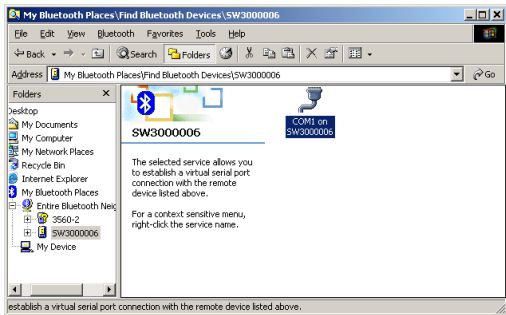 My Bluetooth Places\Find Bluetooth Devices\SW3000006
File Edit View Bluetooth Favorites Tools Help
Back Search Folders
Address My Bluetooth Places\Find Bluetooth Devices\SW3000006 Go
Folders
Desktop
My Documents
My Computer
My Network Places
Recycle Bin
Internet Explorer
My Bluetooth Places
Entire Bluetooth Neig
3560-2
SW3000006
My Device
SW3000006
The selected service allows you
to establish a virtual serial port
connection with the remote
device listed above.
For a context sensitive menu,
right-click the service name.
COM1 on
SW3000006
establish a virtual serial port connection with the remote device listed above.